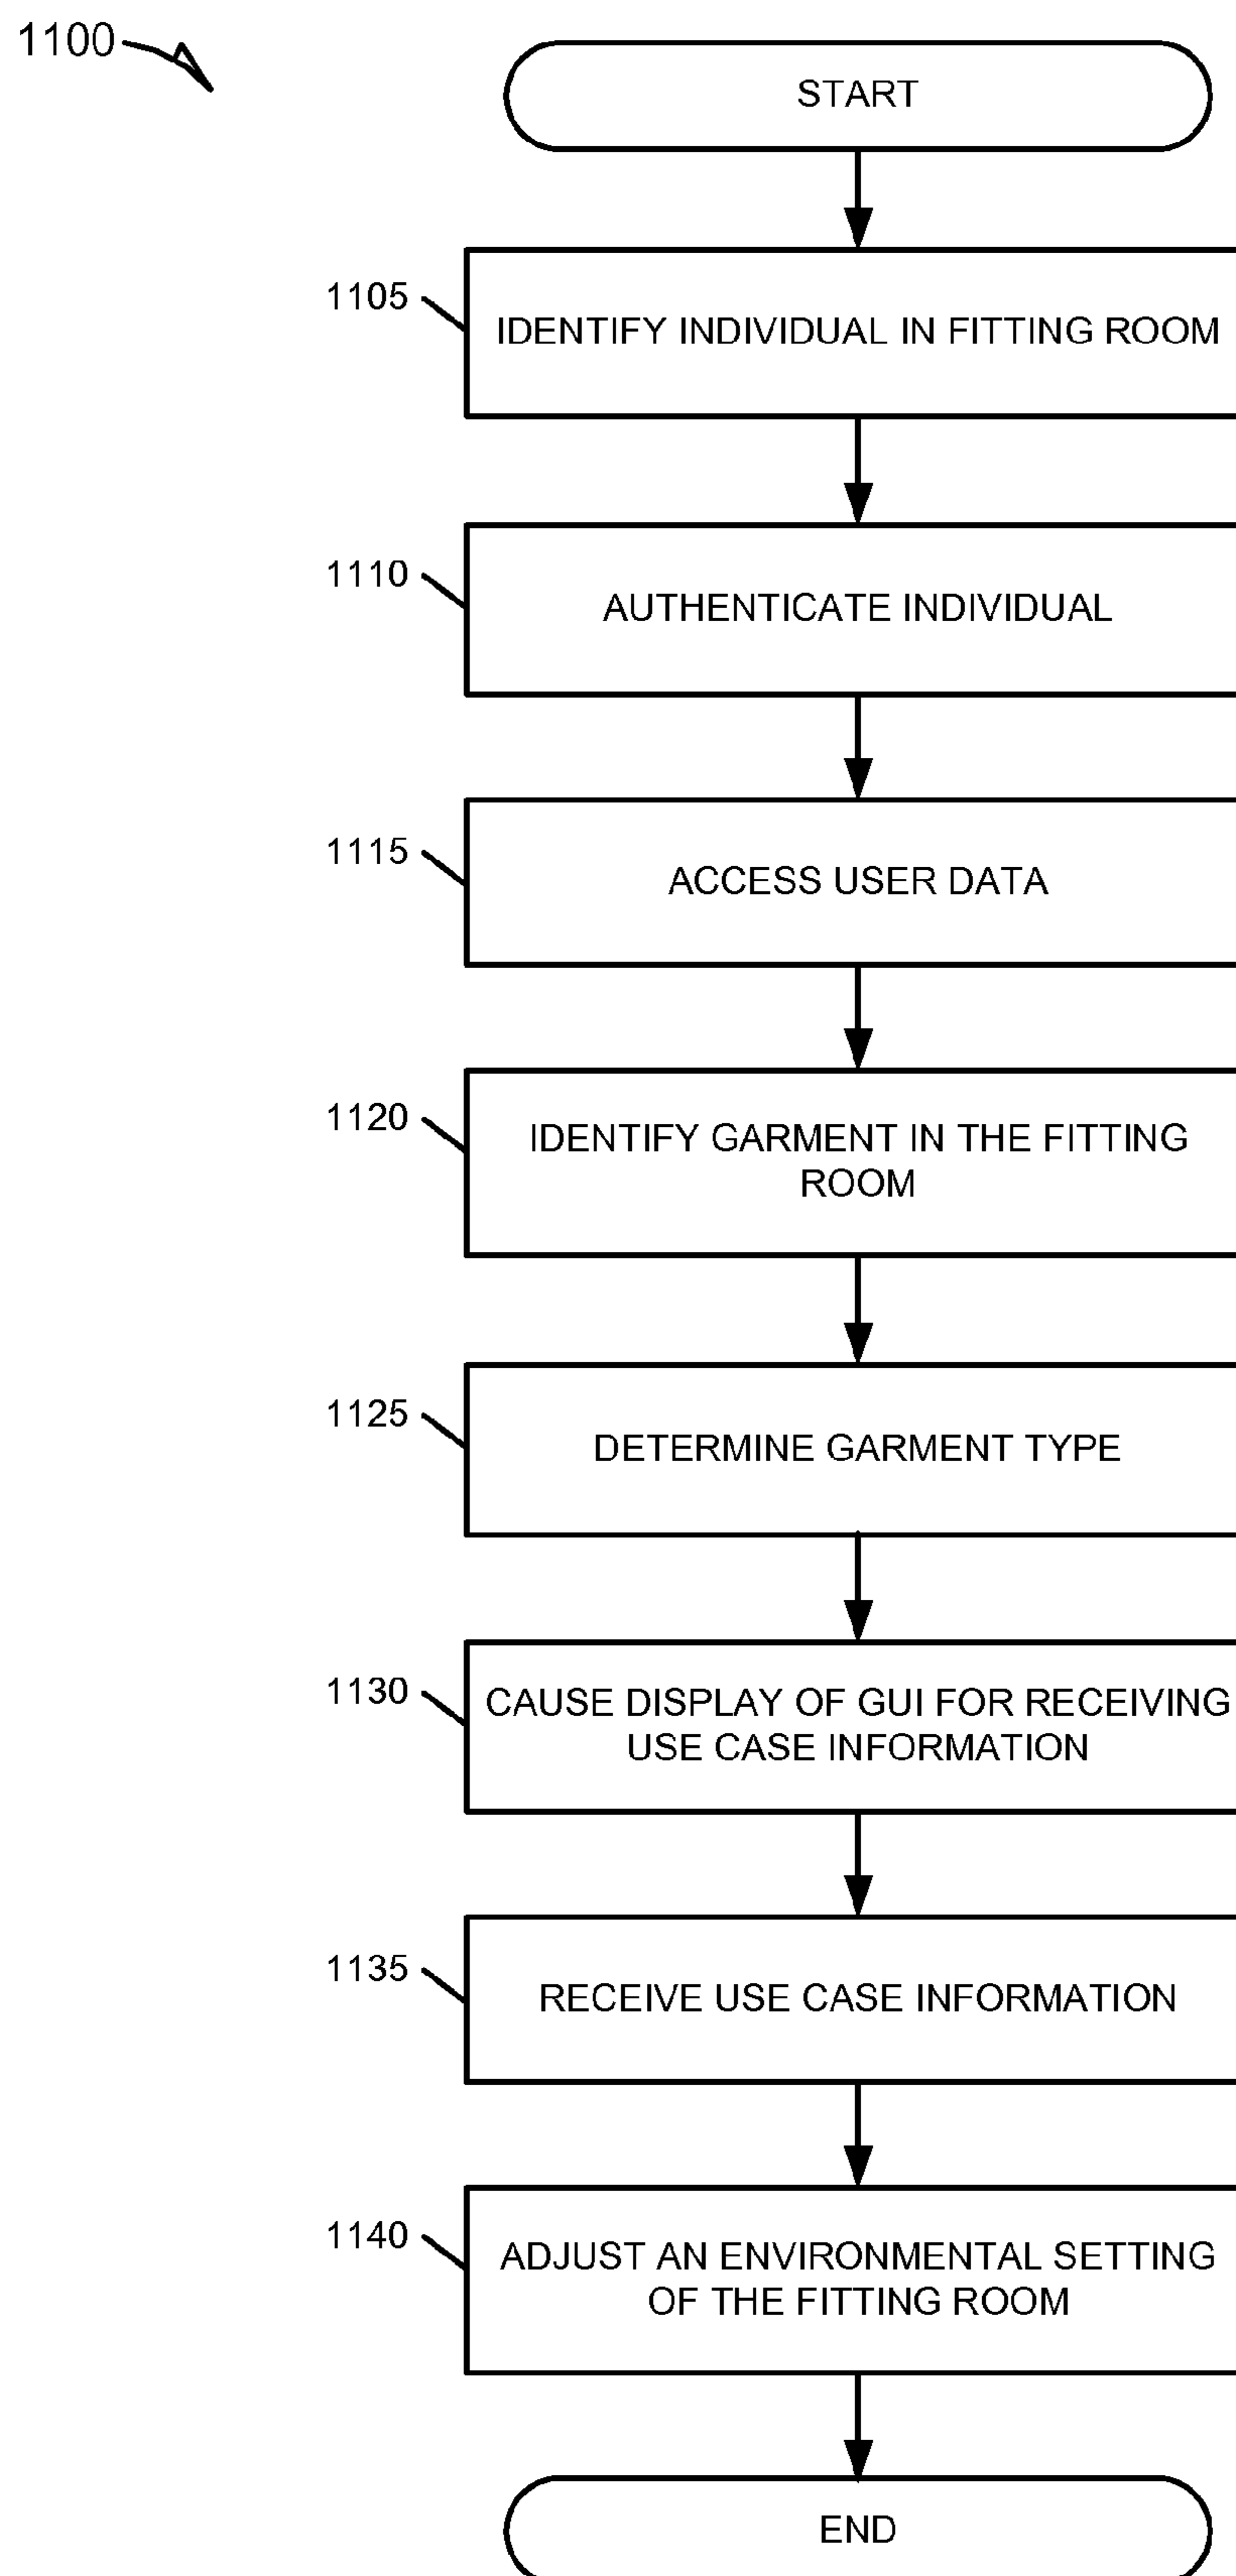 1100
START
1105
IDENTIFY INDIVIDUAL IN FITTING ROOM
1110
AUTHENTICATE INDIVIDUAL
1115
ACCESS USER DATA
1120
IDENTIFY GARMENT IN THE FITTING
ROOM
1125
DETERMINE GARMENT TYPE
1130
CAUSE DISPLAY OF GUI FOR RECEIVING
USE CASE INFORMATION
1135
RECEIVE USE CASE INFORMATION
1140
ADJUST AN ENVIRONMENTAL SETTING
OF THE FITTING ROOM
END